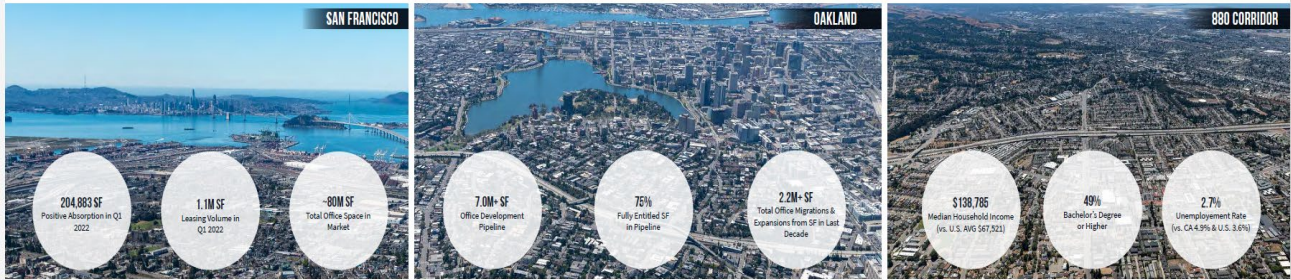 SAN FRANCISCO
204,883 SF
Positive Absorption in Q1
2022
1.1M SF
Leasing Volume in
Q1 2022
~80M SF
Total Office Space in
Market
OAKLAND
7.0M+ SF
Office Development
Pipeline
75%
Fully Entitled SF
in Pipeline
2.2M+ SF
Total Office Migrations &
Expansions from SF in Last
Decade
880 CORRIDOR
$138,785
Median Household Income
(vs. U.S. AVG $67,521)
49%
Bachelor's Degree
or Higher
2.7%
Unemployment Rate
(vs. CA 4.9% & U.S. 3.6%)